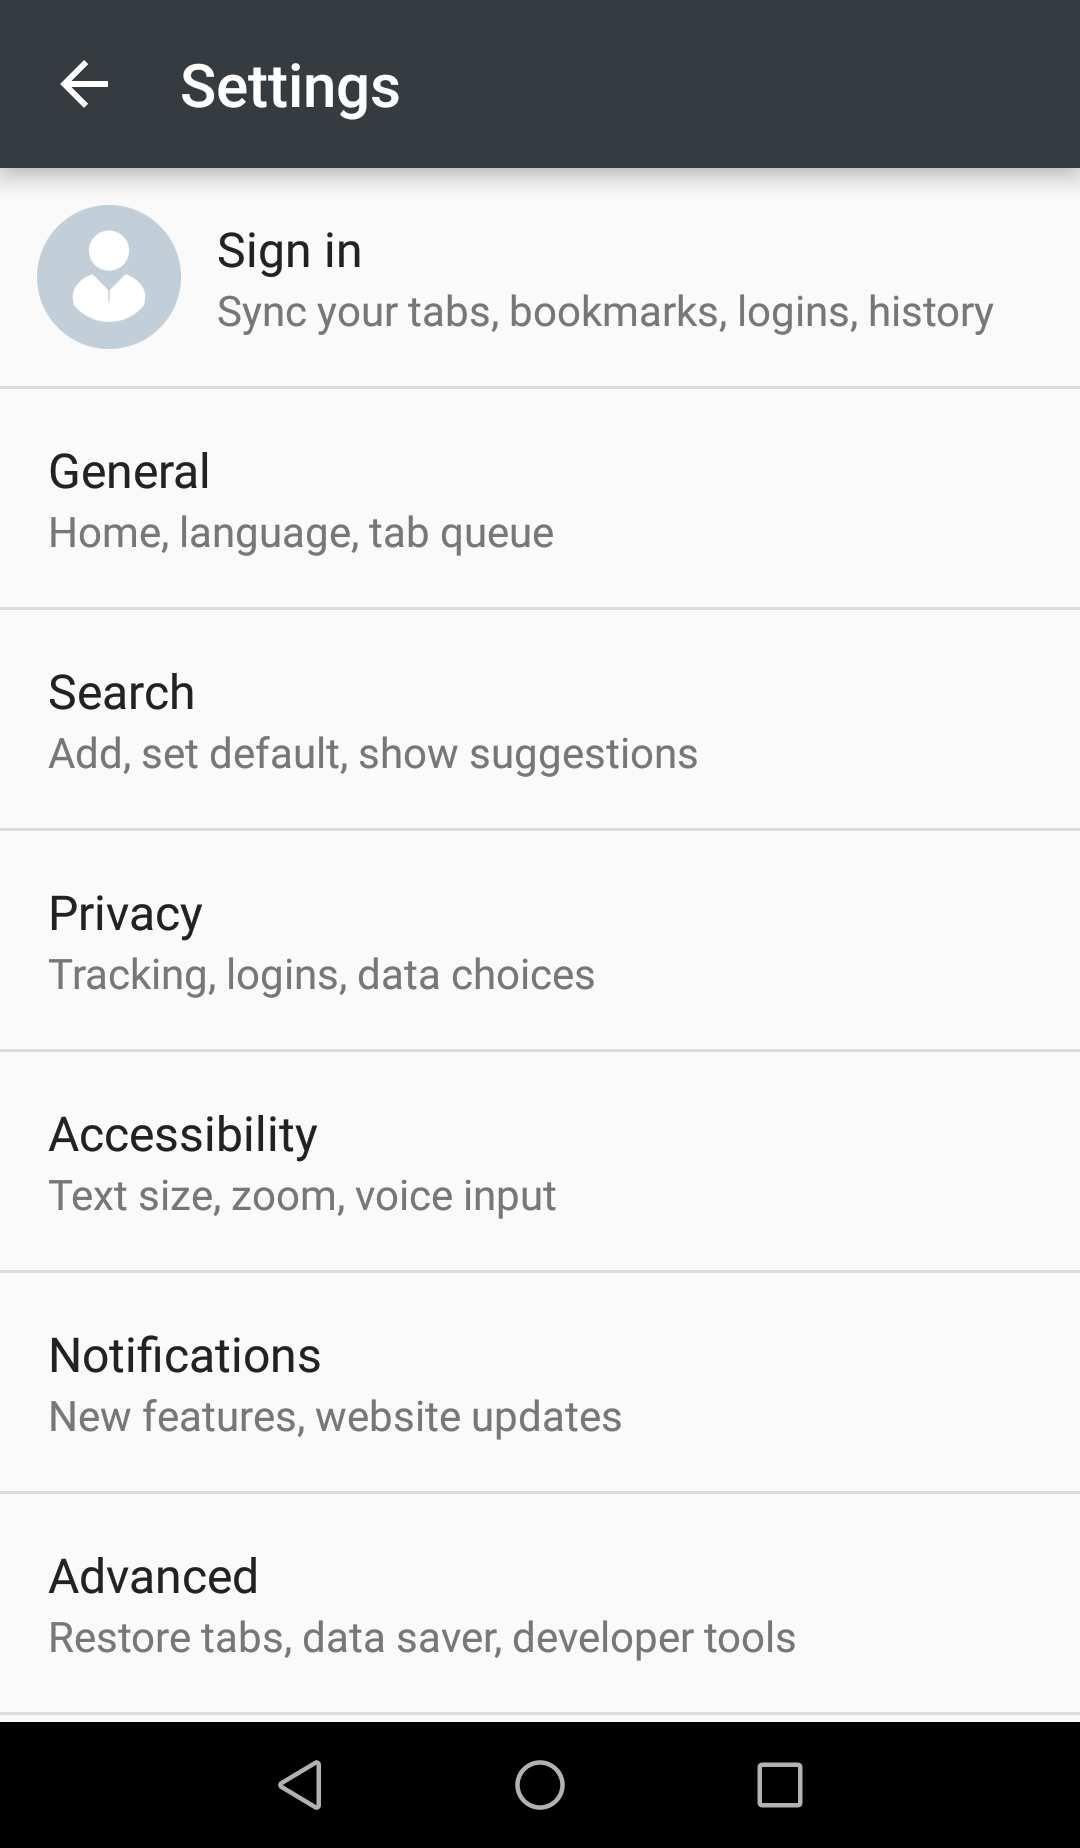 Settings
Sign in
Sync your tabs, bookmarks, logins, history
General
Home, language, tab queue
Search
Add, set default, show suggestions
Privacy
Tracking, logins, data choices
Accessibility
Text size, zoom, voice input
Notifications
New features, website updates
Advanced
Restore tabs, data saver, developer tools